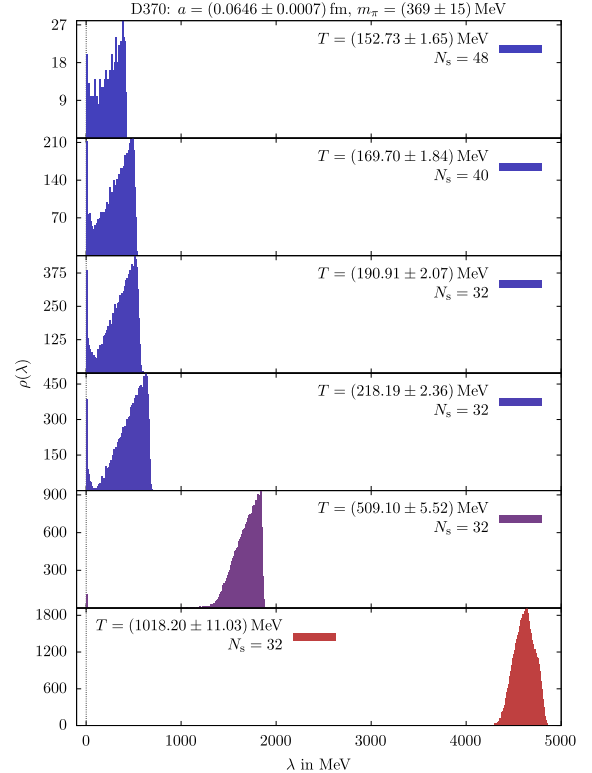 D370: a = (0.0646 ± 0.0007) fm, mπ = (369 ± 15) MeV
T = (152.73 ± 1.65) MeV
Ns = 48
27
18
9
T = (169.70 ± 1.84) MeV
Ns = 40
210
140
70
T = (190.91 ± 2.07) MeV
Ns = 32
375
250
125
ρ(λ)
T = (218.19 ± 2.36) MeV
Ns = 32
450
300
150
T = (509.10 ± 5.52) MeV
Ns = 32
900
600
300
T = (1018.20 ± 11.03) MeV
Ns = 32
1800
1200
600
0
0 1000 2000 3000 4000 5000
λ in MeV